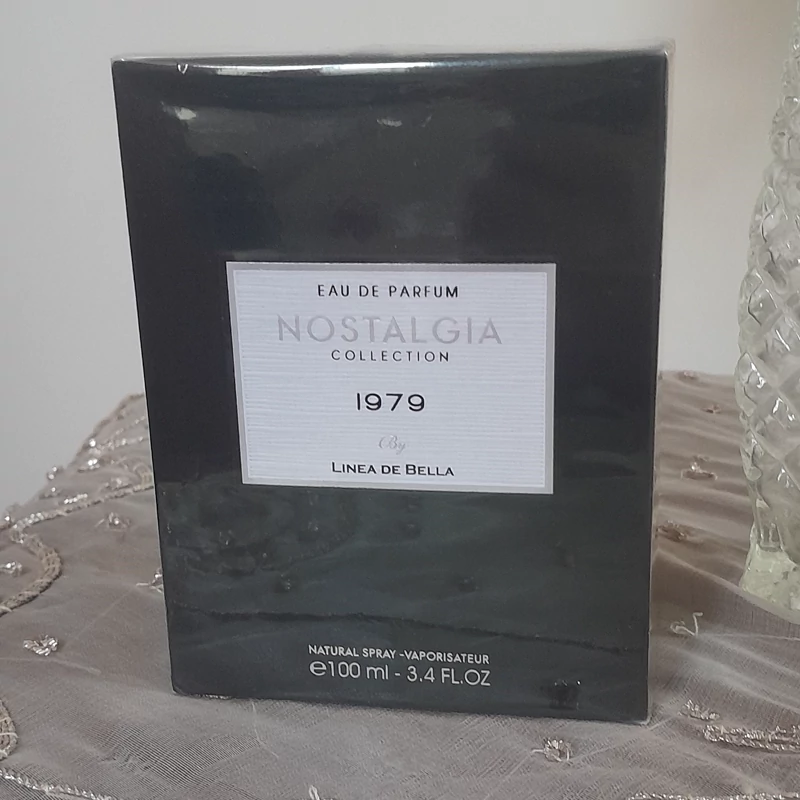 EAU DE PARFUM
NOSTALGIA
COLLECTION
1979
By
LINEA DE BELLA
NATURAL SPRAY -VAPORISATEUR
℮100 ml - 3.4 FL.OZ